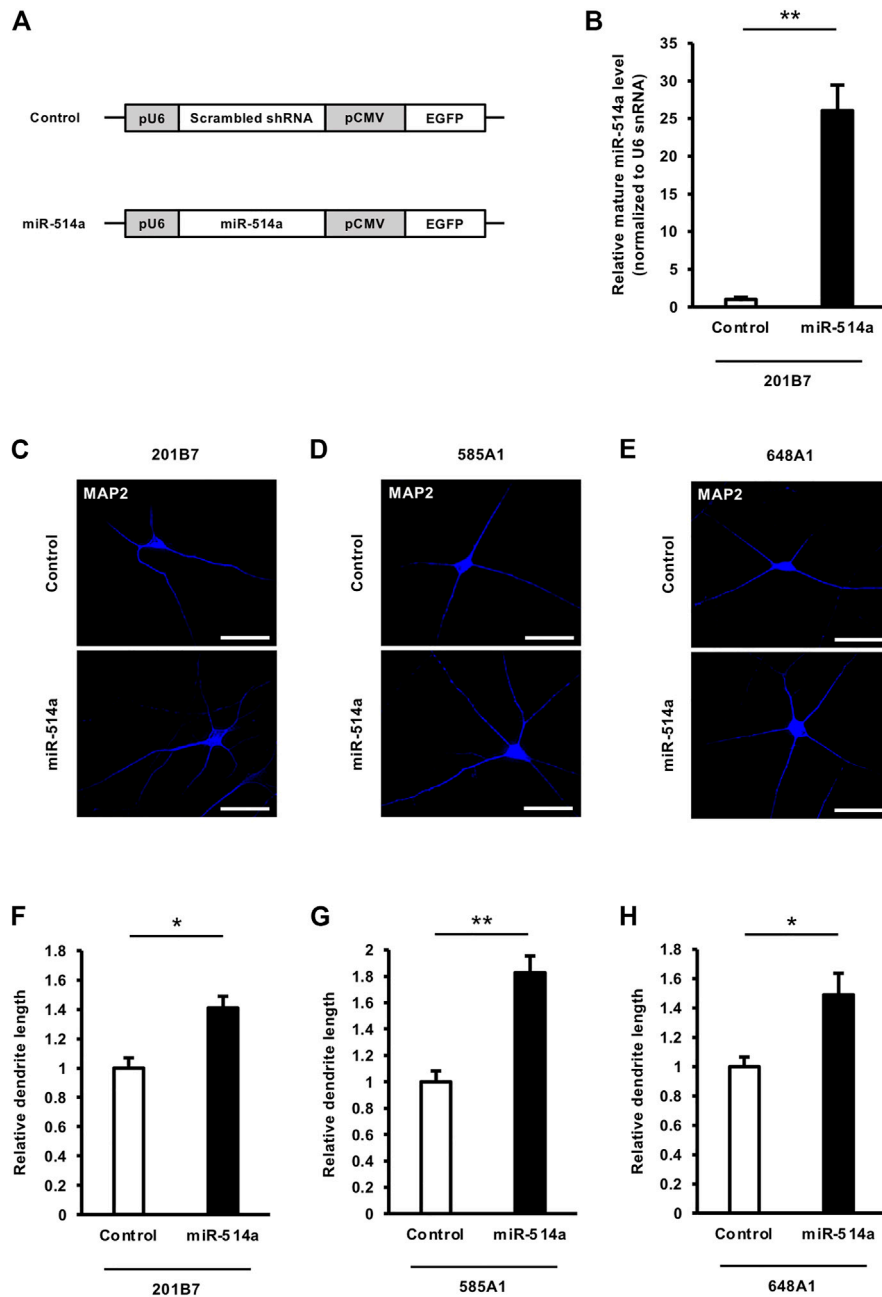 A
Control
pU6
Scrambled shRNA
pCMV
EGFP
miR-514a
pU6
miR-514a
pCMV
EGFP
B
**
Relative mature miR-514a level
(normalized to U6 snRNA)
35
30
25
20
15
10
5
0
Control
miR-514a
201B7
C
201B7
Control
MAP2
miR-514a
D
585A1
Control
MAP2
miR-514a
E
648A1
Control
MAP2
miR-514a
F
*
Relative dendrite length
1.8
1.6
1.4
1.2
1
0.8
0.6
0.4
0.2
0
Control
miR-514a
201B7
G
**
Relative dendrite length
2
1.8
1.6
1.4
1.2
1
0.8
0.6
0.4
0.2
0
Control
miR-514a
585A1
H
*
Relative dendrite length
1.8
1.6
1.4
1.2
1
0.8
0.6
0.4
0.2
0
Control
miR-514a
648A1